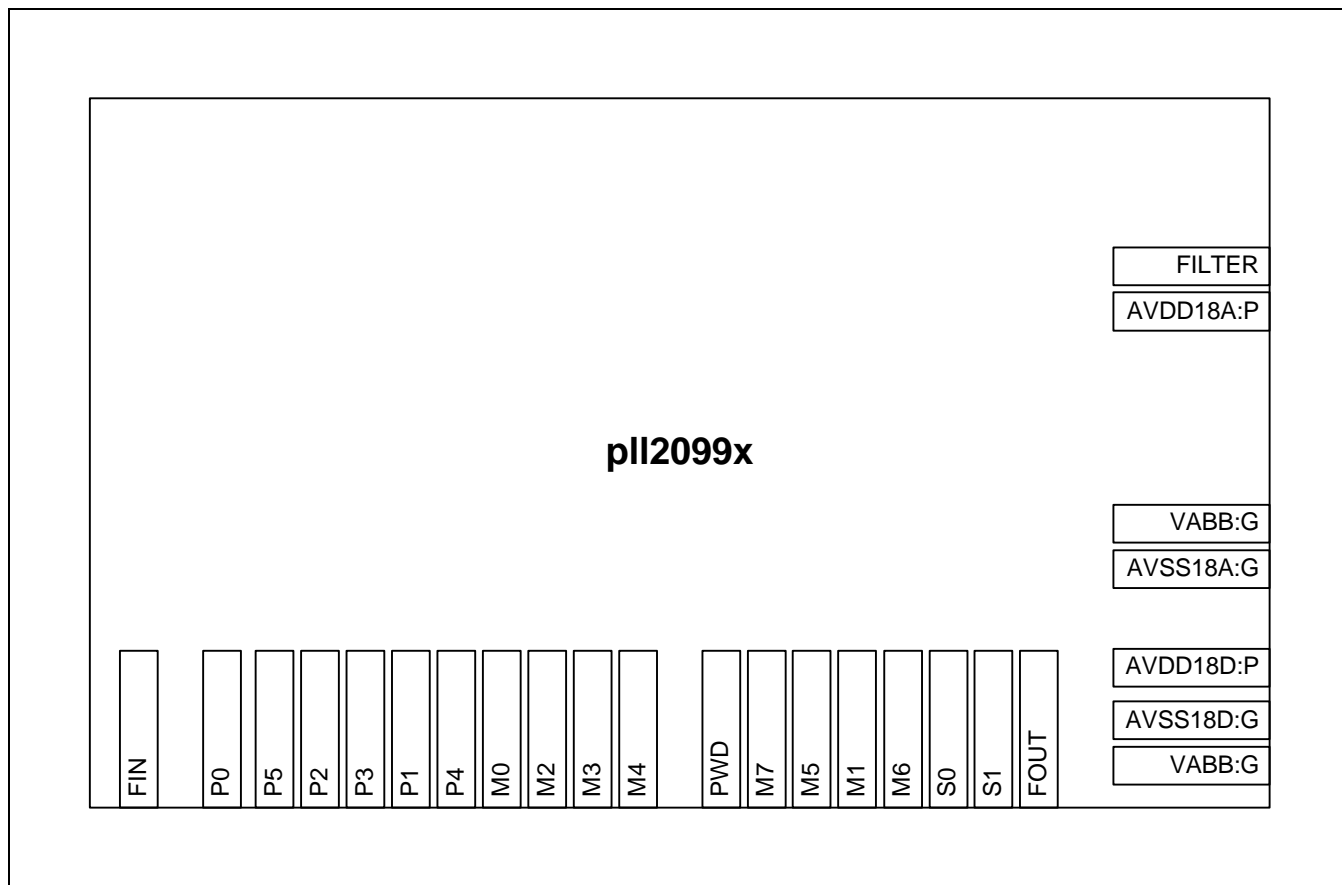 FILTER
AVDD18A:P
pll2099x
VABB:G
AVSS18A:G
AVDD18D:P
AVSS18D:G
VABB:G
FIN
P0
P5
P2
P3
P1
P4
M0
M2
M3
M4
PWD
M7
M5
M1
M6
S0
S1
FOUT